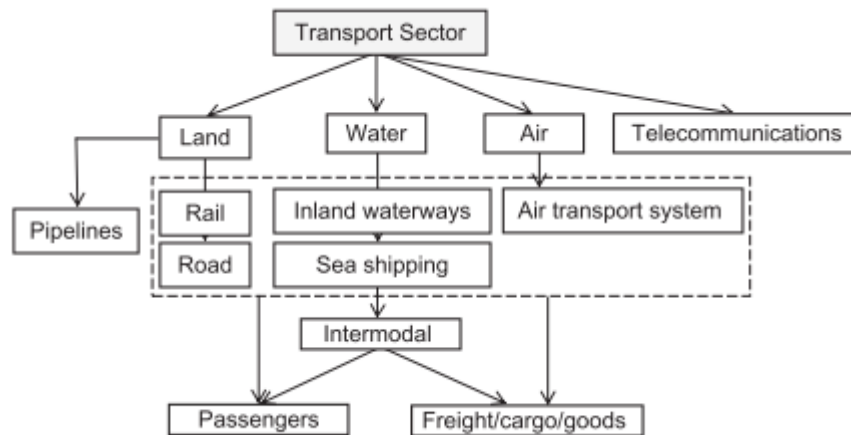 Transport Sector
Land
Water
Air
Telecommunications
Pipelines
Rail
Inland waterways
Air transport system
Road
Sea shipping
Intermodal
Passengers
Freight/cargo/goods